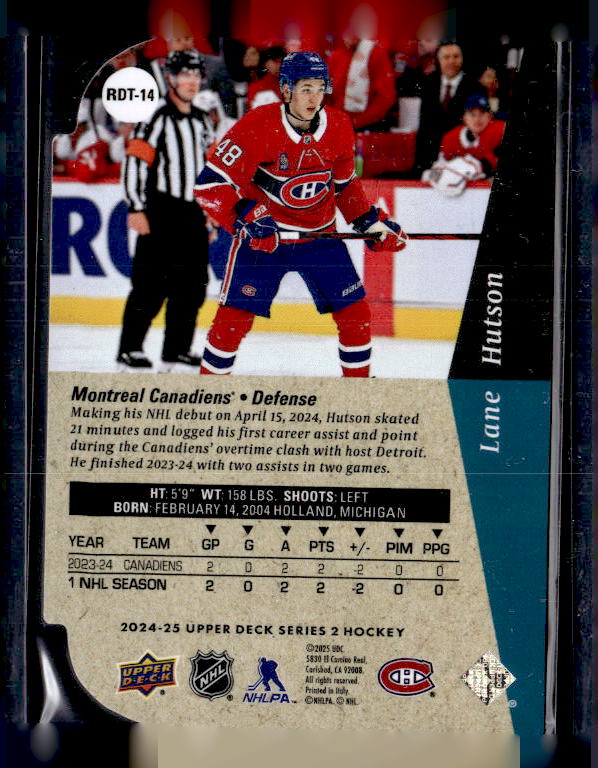 RDT-14
48
48
RO
Bauer
Lane Hutson
Montreal Canadiens® • Defense
Making his NHL debut on April 15, 2024, Hutson skated
21 minutes and logged his first career assist and point
during the Canadiens' overtime clash with host Detroit.
He finished 2023-24 with two assists in two games.
HT: 5'9" WT: 158 LBS. SHOOTS: LEFT
BORN: FEBRUARY 14, 2004 HOLLAND, MICHIGAN
YEAR TEAM GP G A PTS +/- PIM PPG
2023-24 CANADIENS 2 0 2 2 -2 0 0
1 NHL SEASON 2 0 2 2 -2 0 0
2024-25 UPPER DECK SERIES 2 HOCKEY
©2025 UDC.
5830 El Camino Real,
Carlsbad, CA 92008.
All rights reserved.
Printed in Italy.
©NHLPA. © NHL.
UPPER DECK
NHL
NHLPA